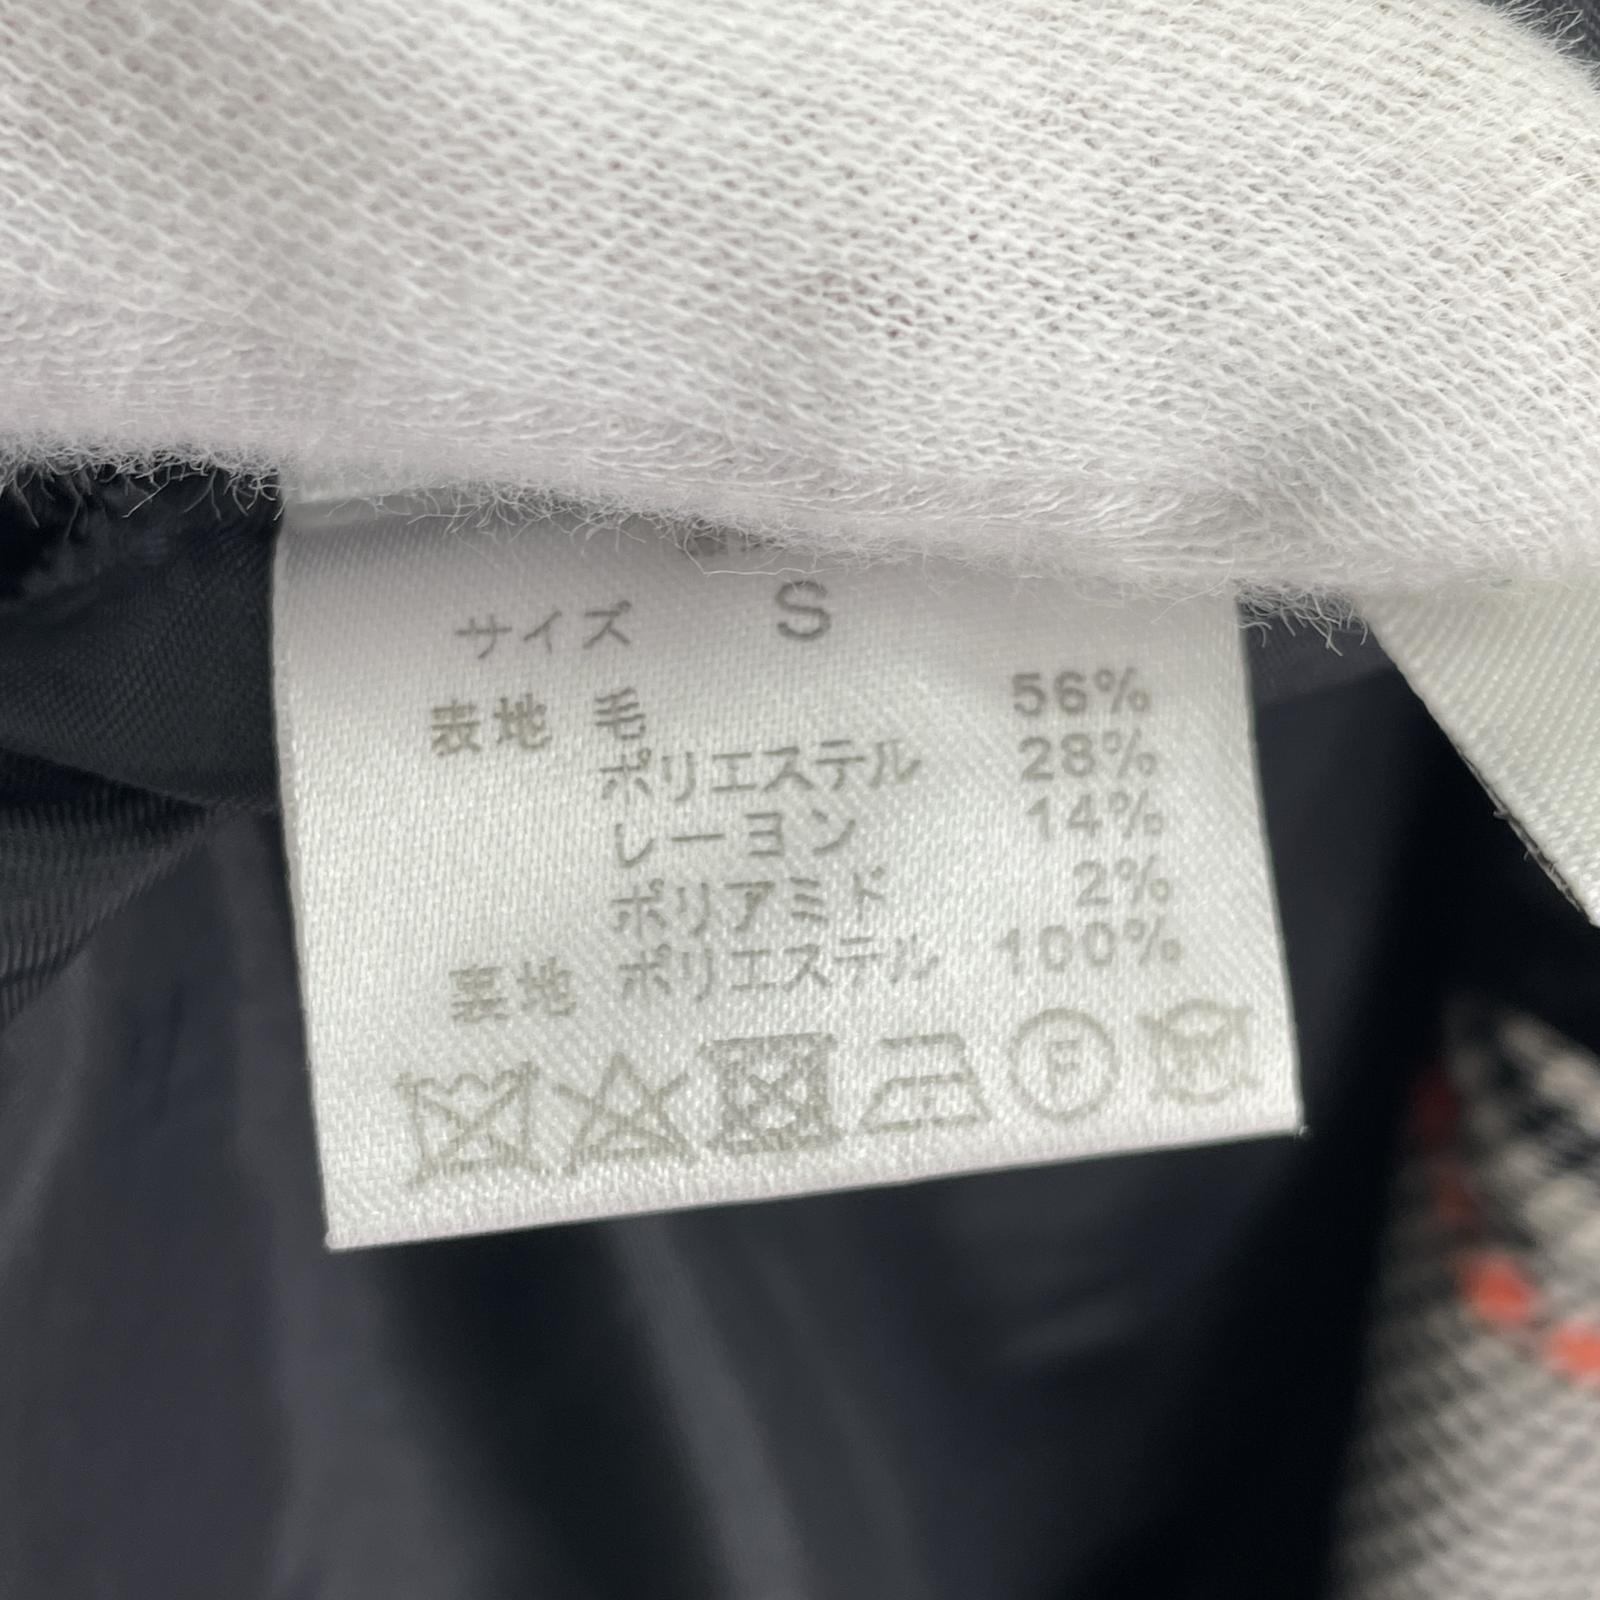 サイズ S
表地 毛 56%
ポリエステル 28%
レーヨン 14%
ポリアミド 2%
裏地 ポリエステル 100%
F
W